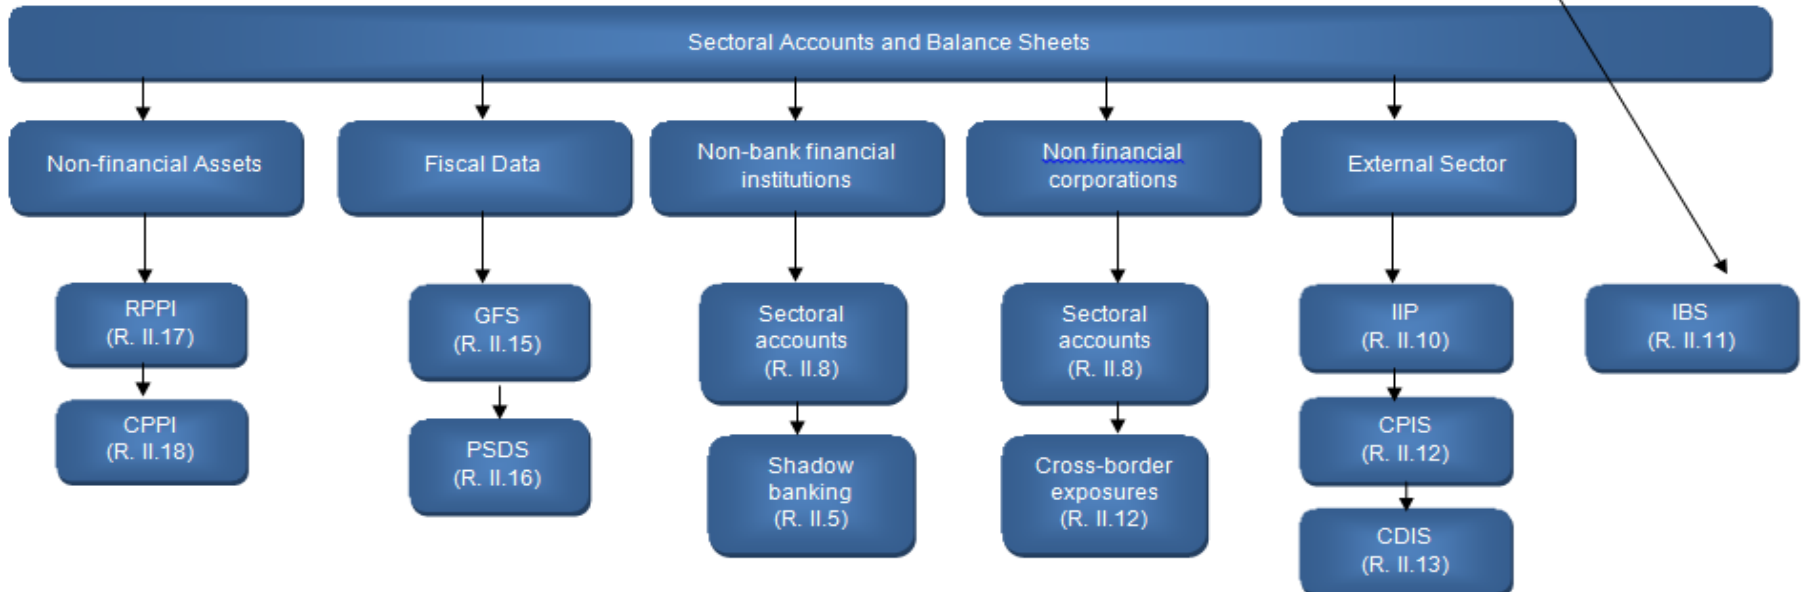 Sectoral Accounts and Balance Sheets
Non-financial Assets
Fiscal Data
Non-bank financial
institutions
Non financial
corporations
External Sector
RPPI
(R. II.17)
CPPI
(R. II.18)
GFS
(R. II.15)
PSDS
(R. II.16)
Sectoral
accounts
(R. II.8)
Shadow
banking
(R. II.5)
Sectoral
accounts
(R. II.8)
Cross-border
exposures
(R. II.12)
IIP
(R. II.10)
CPIS
(R. II.12)
CDIS
(R. II.13)
IBS
(R. II.11)